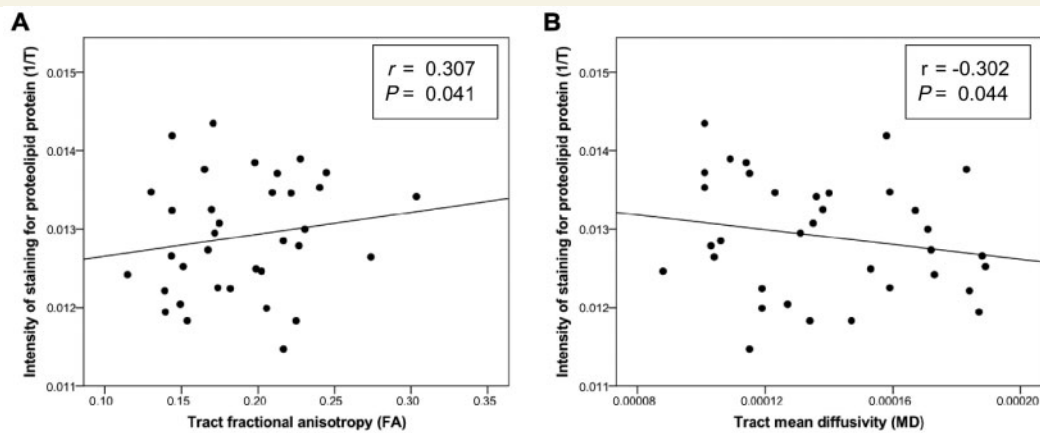 A
B
r = 0.307
P = 0.041
r = -0.302
P = 0.044
Intensity of staining for proteolipid protein (1/T)
0.015
0.014
0.013
0.012
0.011
0.10 0.15 0.20 0.25 0.30 0.35
Tract fractional anisotropy (FA)
Intensity of staining for proteolipid protein (1/T)
0.015
0.014
0.013
0.012
0.011
0.00008 0.00012 0.00016 0.00020
Tract mean diffusivity (MD)